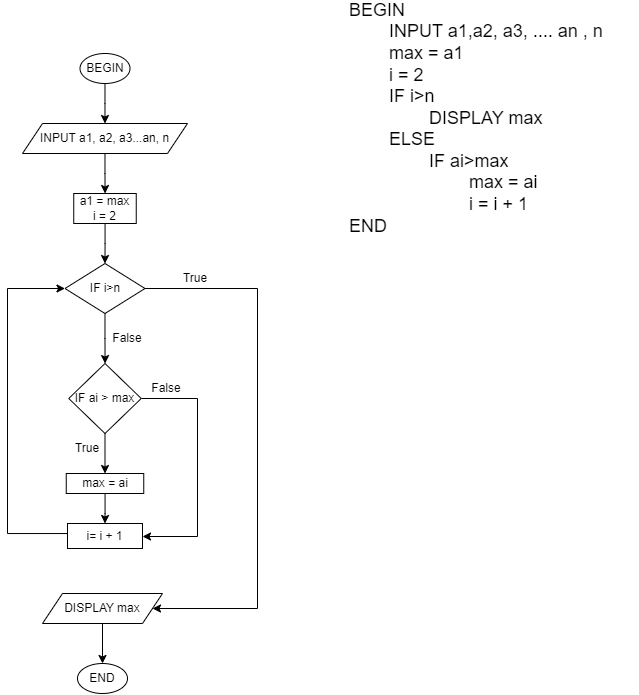 BEGIN
INPUT a1, a2, a3...an, n
a1 = max
i = 2
IF i>n
True
False
IF ai > max
False
True
max = ai
i= i + 1
DISPLAY max
END
BEGIN
INPUT a1,a2, a3, .... an , n
max = a1
i = 2
IF i>n
DISPLAY max
ELSE
IF ai>max
max = ai
i = i + 1
END